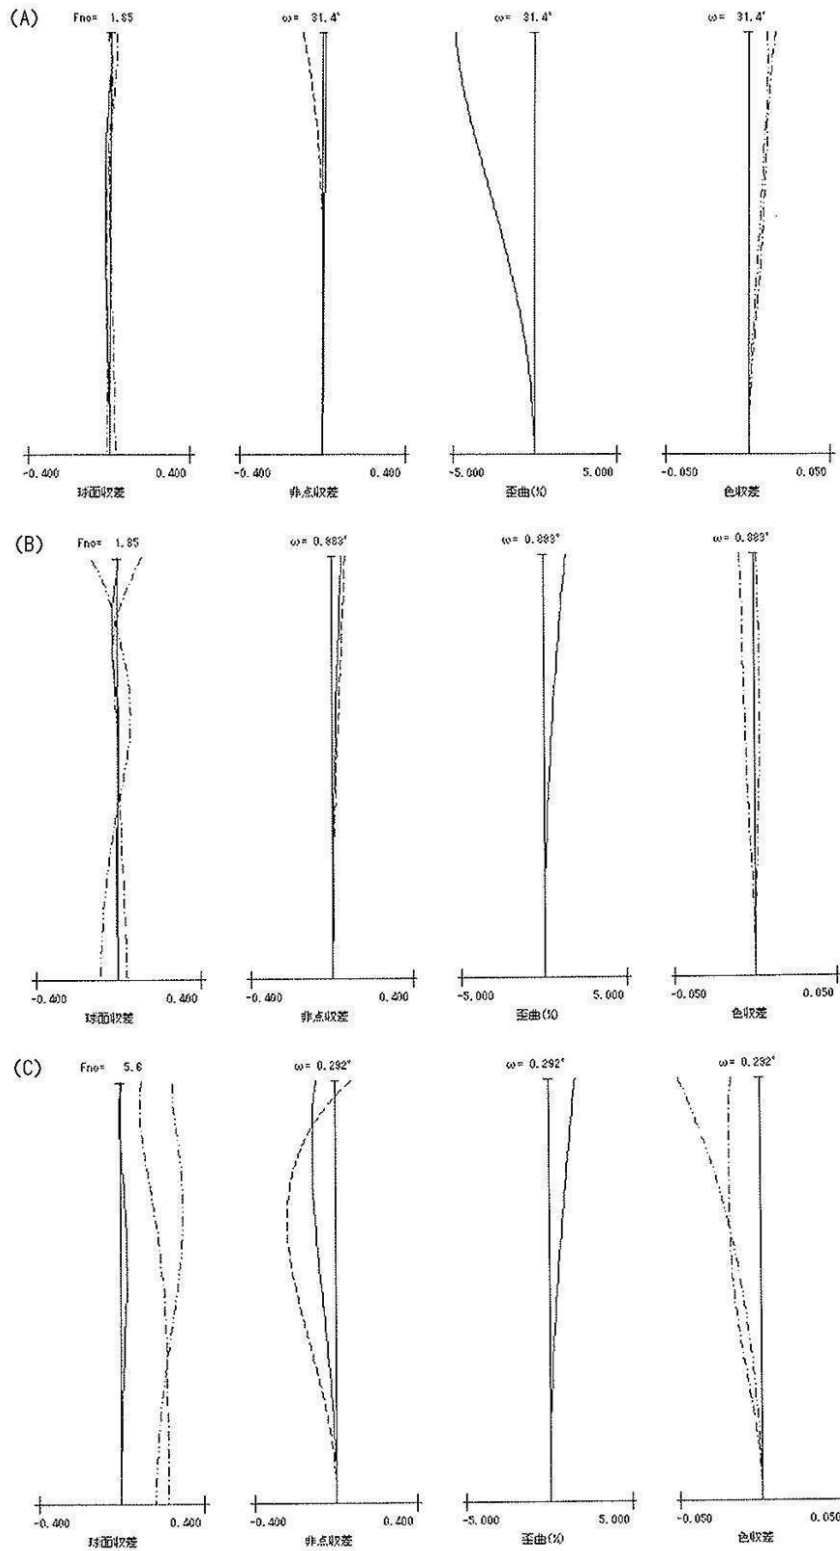 (A)
Fno= 1.85
ω= 31.4°
ω= 31.4°
ω= 31.4°
-0.400 0.400
-0.400 0.400
-5.000 5.000
-0.050 0.050
球面収差
非点収差
歪曲(%)
色収差
(B)
Fno= 1.85
ω= 0.883°
ω= 0.883°
ω= 0.883°
-0.400 0.400
-0.400 0.400
-5.000 5.000
-0.050 0.050
球面収差
非点収差
歪曲(%)
色収差
(C)
Fno= 5.6
ω= 0.292°
ω= 0.292°
ω= 0.292°
-0.400 0.400
-0.400 0.400
-5.000 5.000
-0.050 0.050
球面収差
非点収差
歪曲(%)
色収差